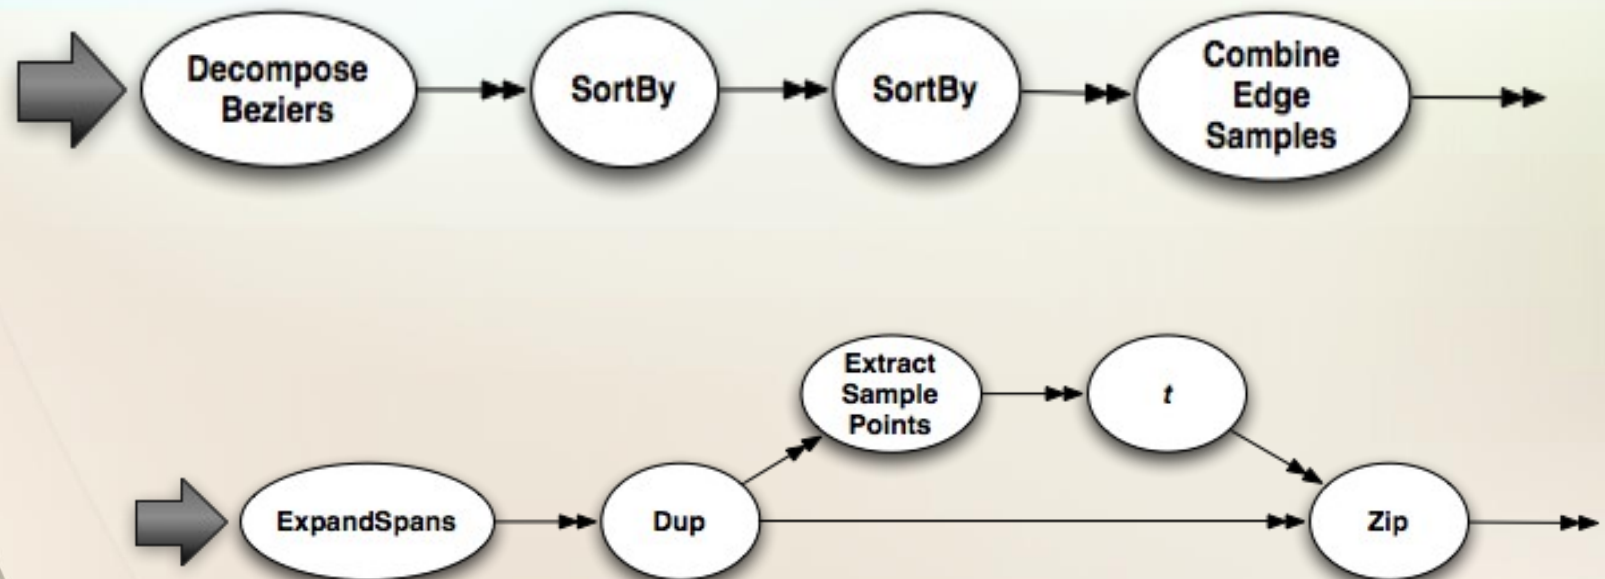 Decompose
Beziers
SortBy
SortBy
Combine
Edge
Samples
Extract
Sample
Points
t
ExpandSpans
Dup
Zip